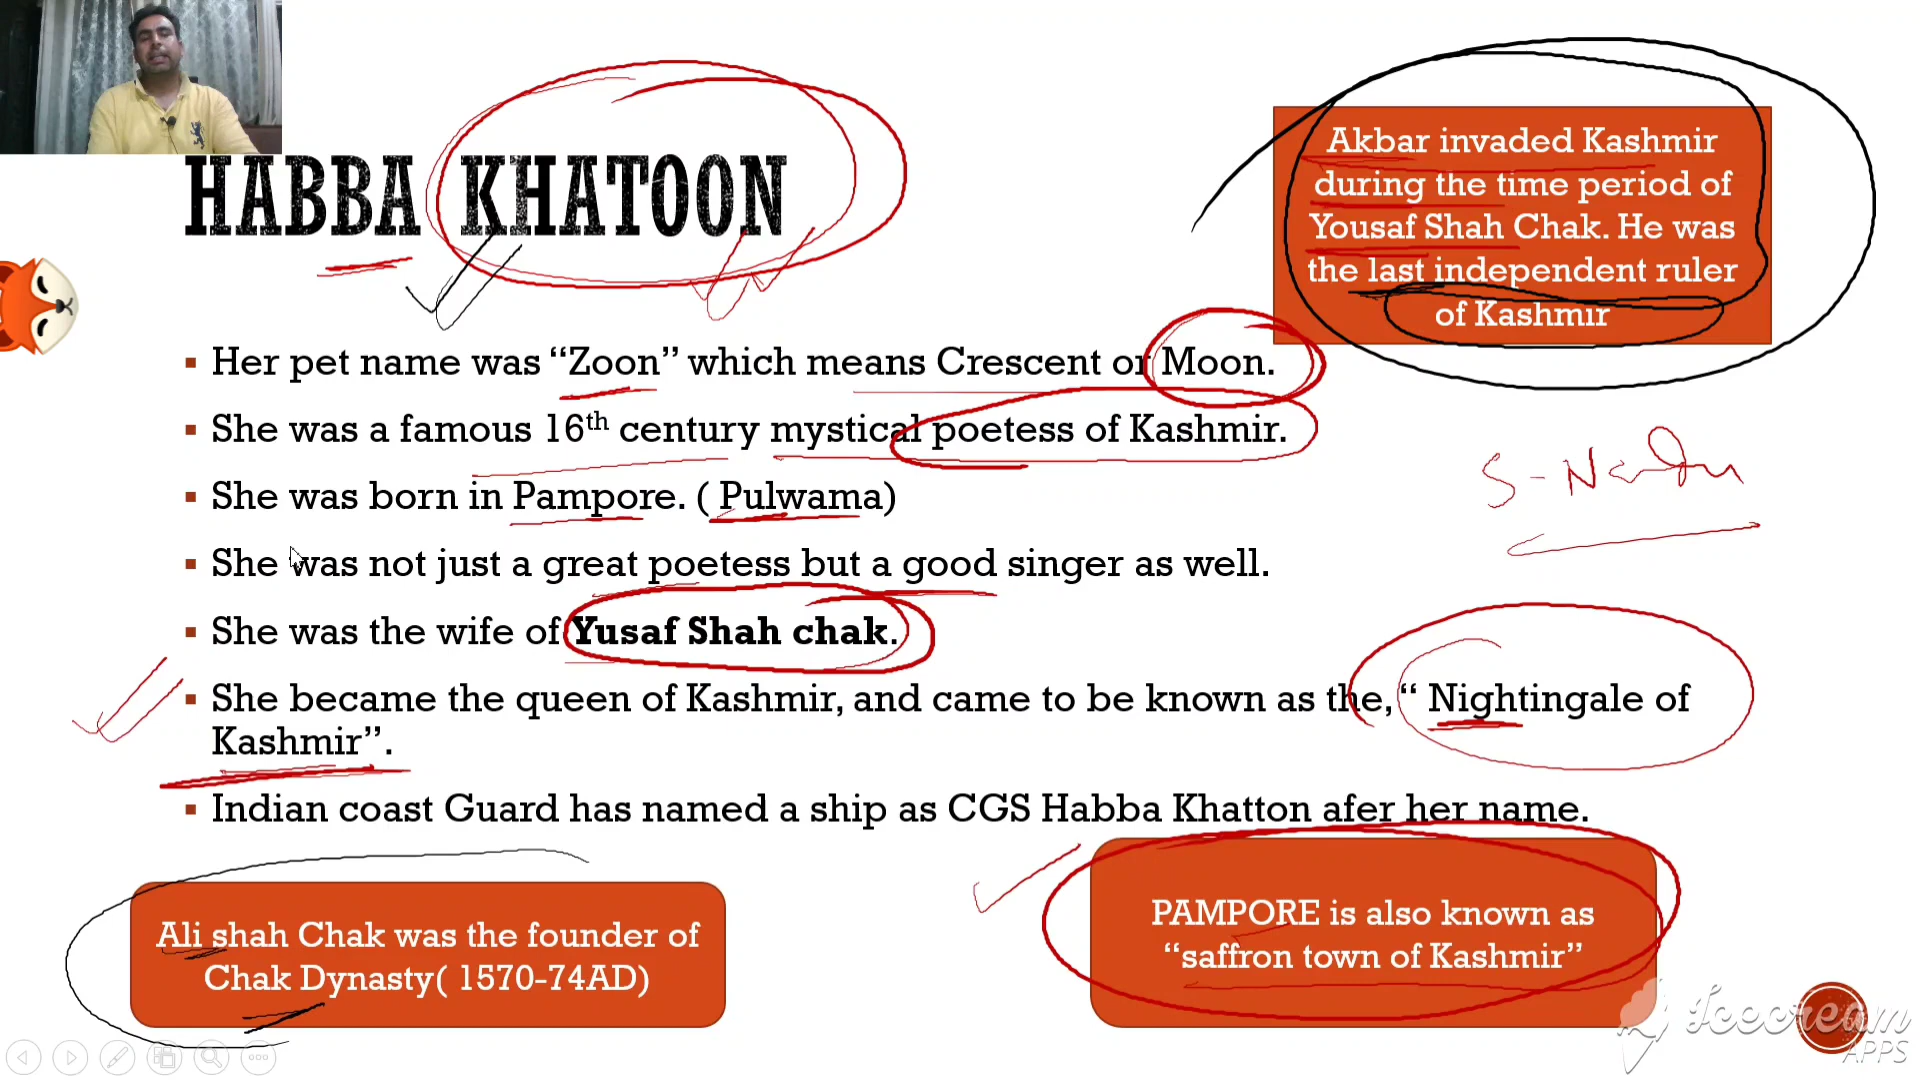 HABBA KHATOON
Akbar invaded Kashmir
during the time period of
Yousaf Shah Chak. He was
the last independent ruler
of Kashmir
▪ Her pet name was “Zoon” which means Crescent or Moon.
▪ She was a famous 16th century mystical poetess of Kashmir.
▪ She was born in Pampore. ( Pulwama)
▪ She was not just a great poetess but a good singer as well.
▪ She was the wife of Yusaf Shah chak.
▪ She became the queen of Kashmir, and came to be known as the, “ Nightingale of
Kashmir”.
▪ Indian coast Guard has named a ship as CGS Habba Khatton afer her name.
Ali shah Chak was the founder of
Chak Dynasty( 1570-74AD)
PAMPORE is also known as
“saffron town of Kashmir”
Icecream
APPS